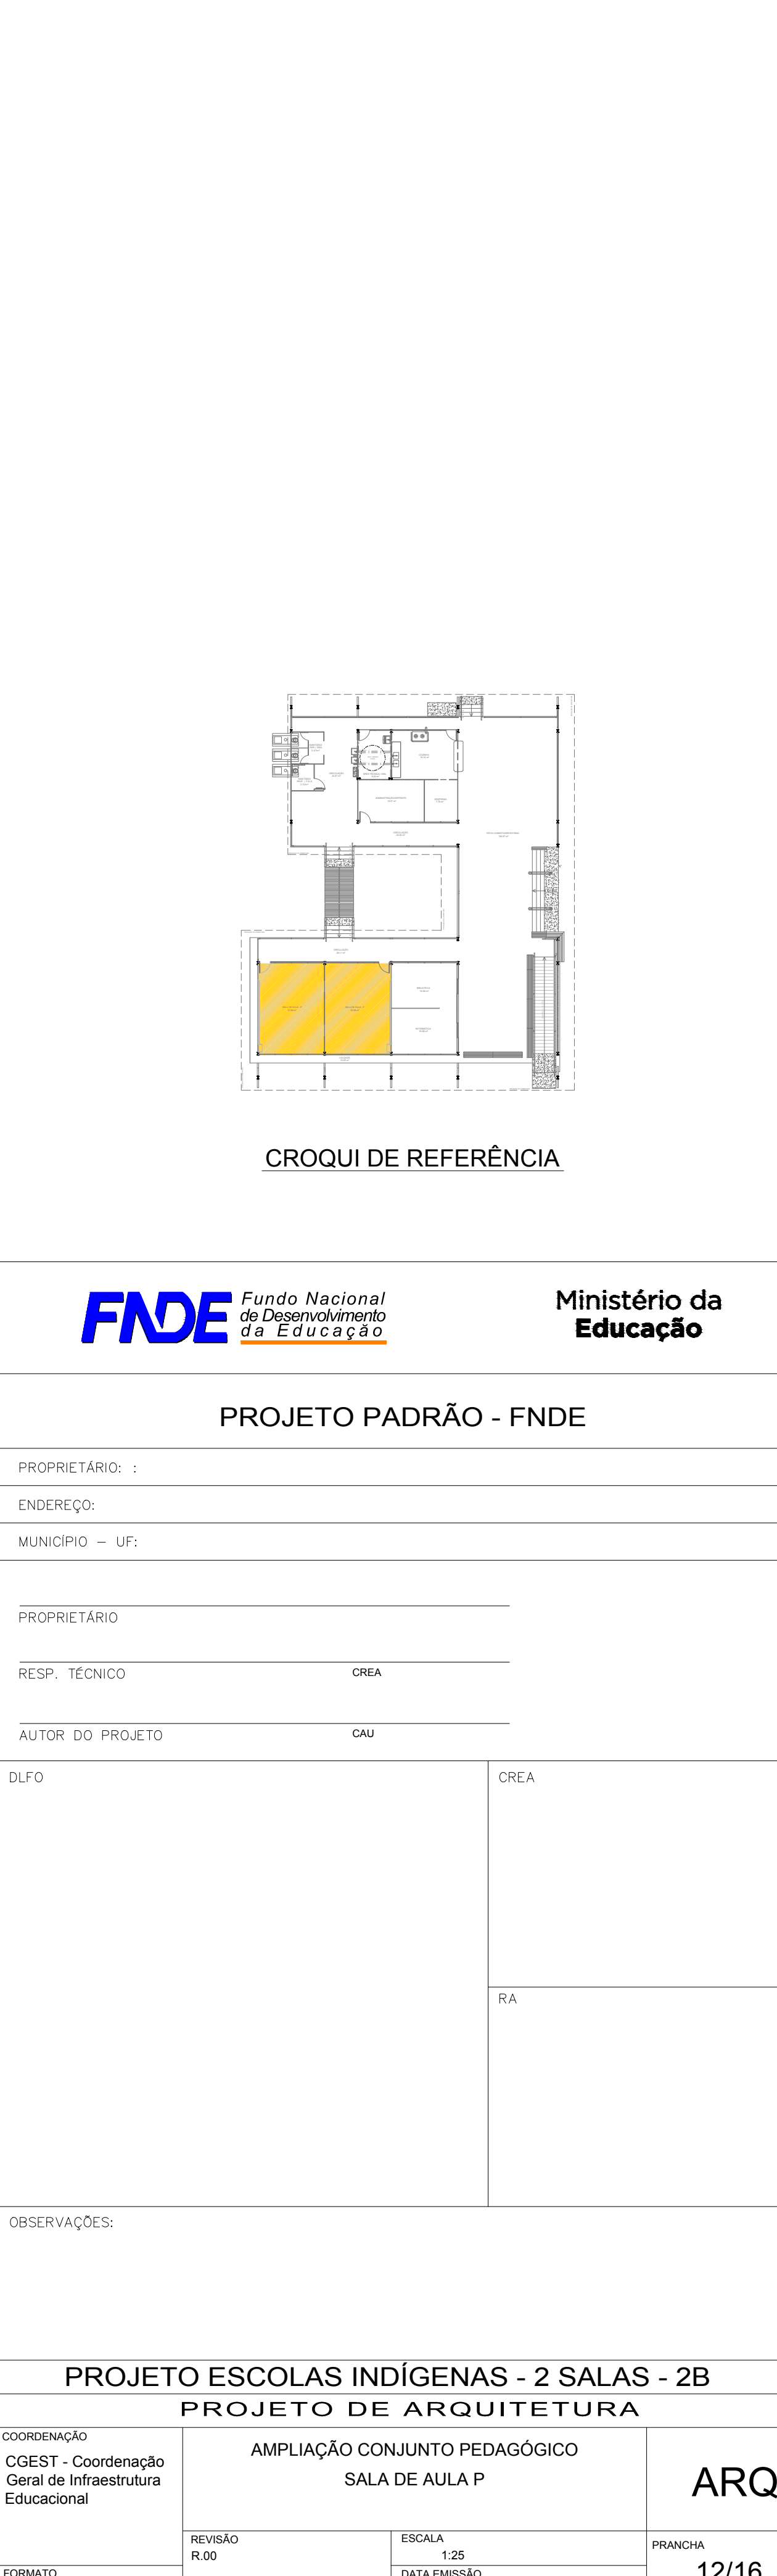 CROQUI DE REFERÊNCIA
FNDE
Fundo Nacional
de Desenvolvimento
da Educação
Ministério da
Educação
PROJETO PADRÃO - FNDE
PROPRIETÁRIO: :
ENDEREÇO:
MUNICÍPIO – UF:
PROPRIETÁRIO
RESP. TÉCNICO CREA
AUTOR DO PROJETO CAU
DLFO
CREA
RA
OBSERVAÇÕES:
PROJETO ESCOLAS INDÍGENAS - 2 SALAS - 2B
PROJETO DE ARQUITETURA
COORDENAÇÃO
CGEST - Coordenação
Geral de Infraestrutura
Educacional
AMPLIAÇÃO CONJUNTO PEDAGÓGICO
SALA DE AULA P
ARQ
REVISÃO
R.00
ESCALA
1:25
PRANCHA
12/16
FORMATO
DATA EMISSÃO